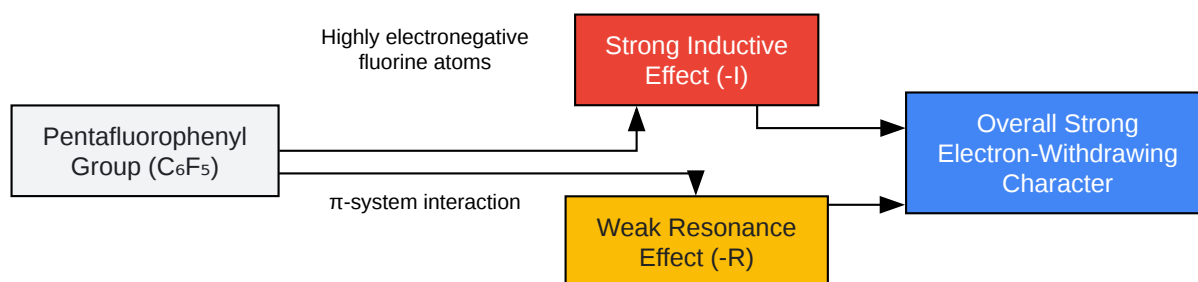 Pentafluorophenyl
Group (C₆F₅)
Highly electronegative
fluorine atoms
π-system interaction
Strong Inductive
Effect (-I)
Weak Resonance
Effect (-R)
Overall Strong
Electron-Withdrawing
Character